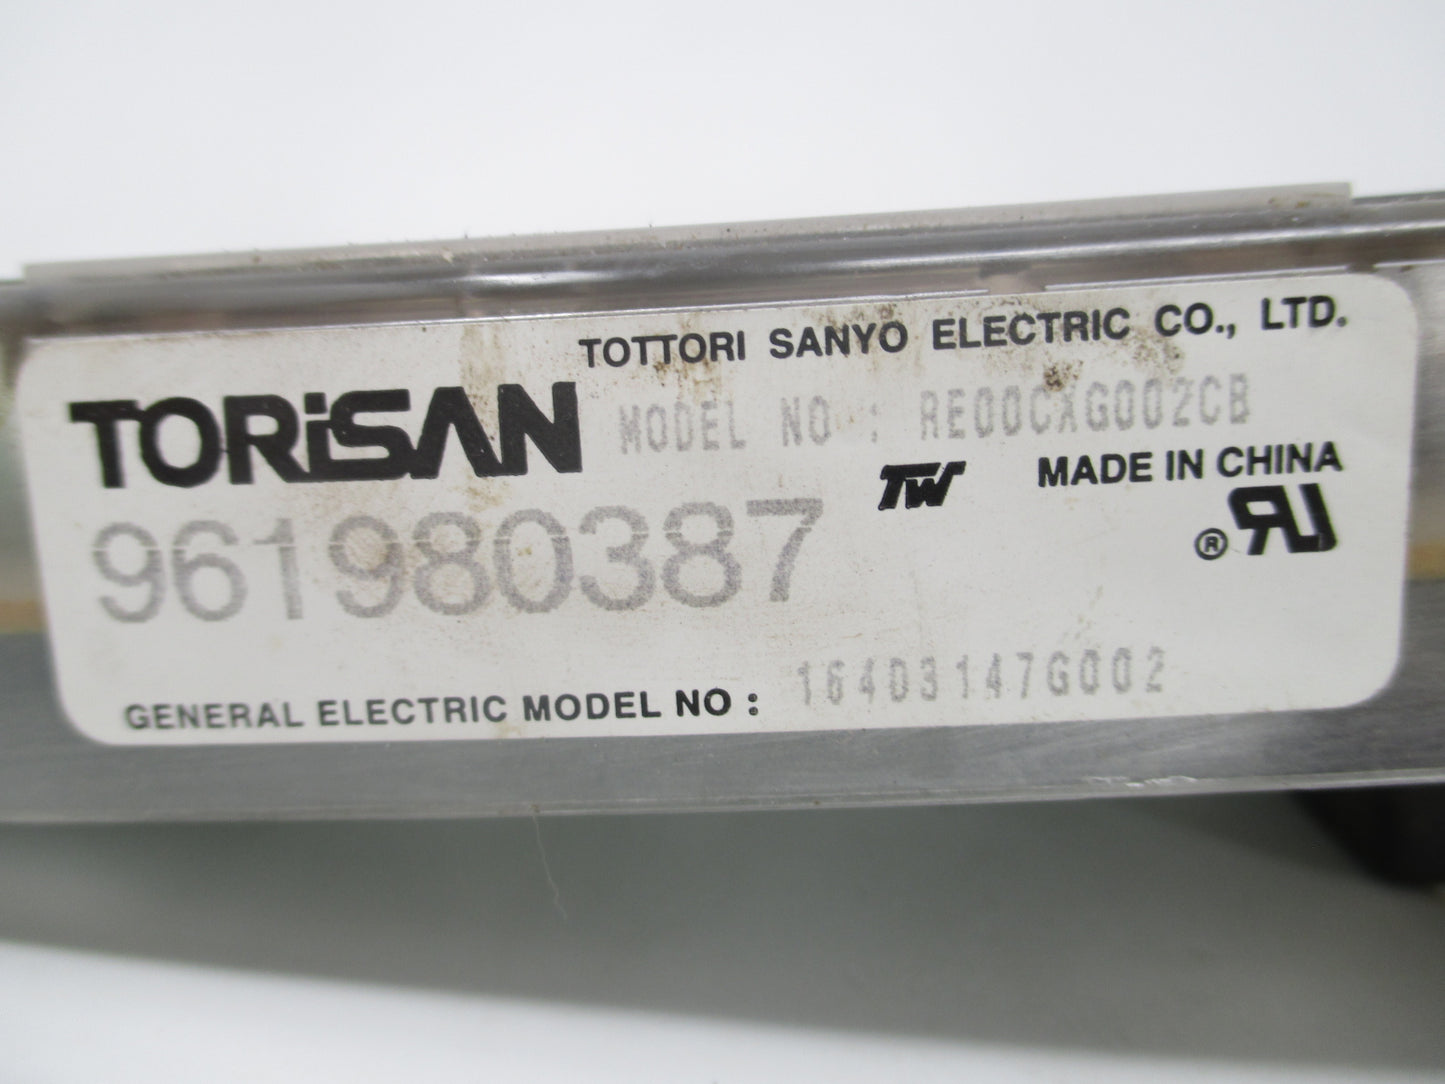 TOTTORI SANYO ELECTRIC CO., LTD.
TORiSAN
MODEL NO : RE00CXG002CB
TW
MADE IN CHINA
961980387
® RU
GENERAL ELECTRIC MODEL NO : 164D3147G002